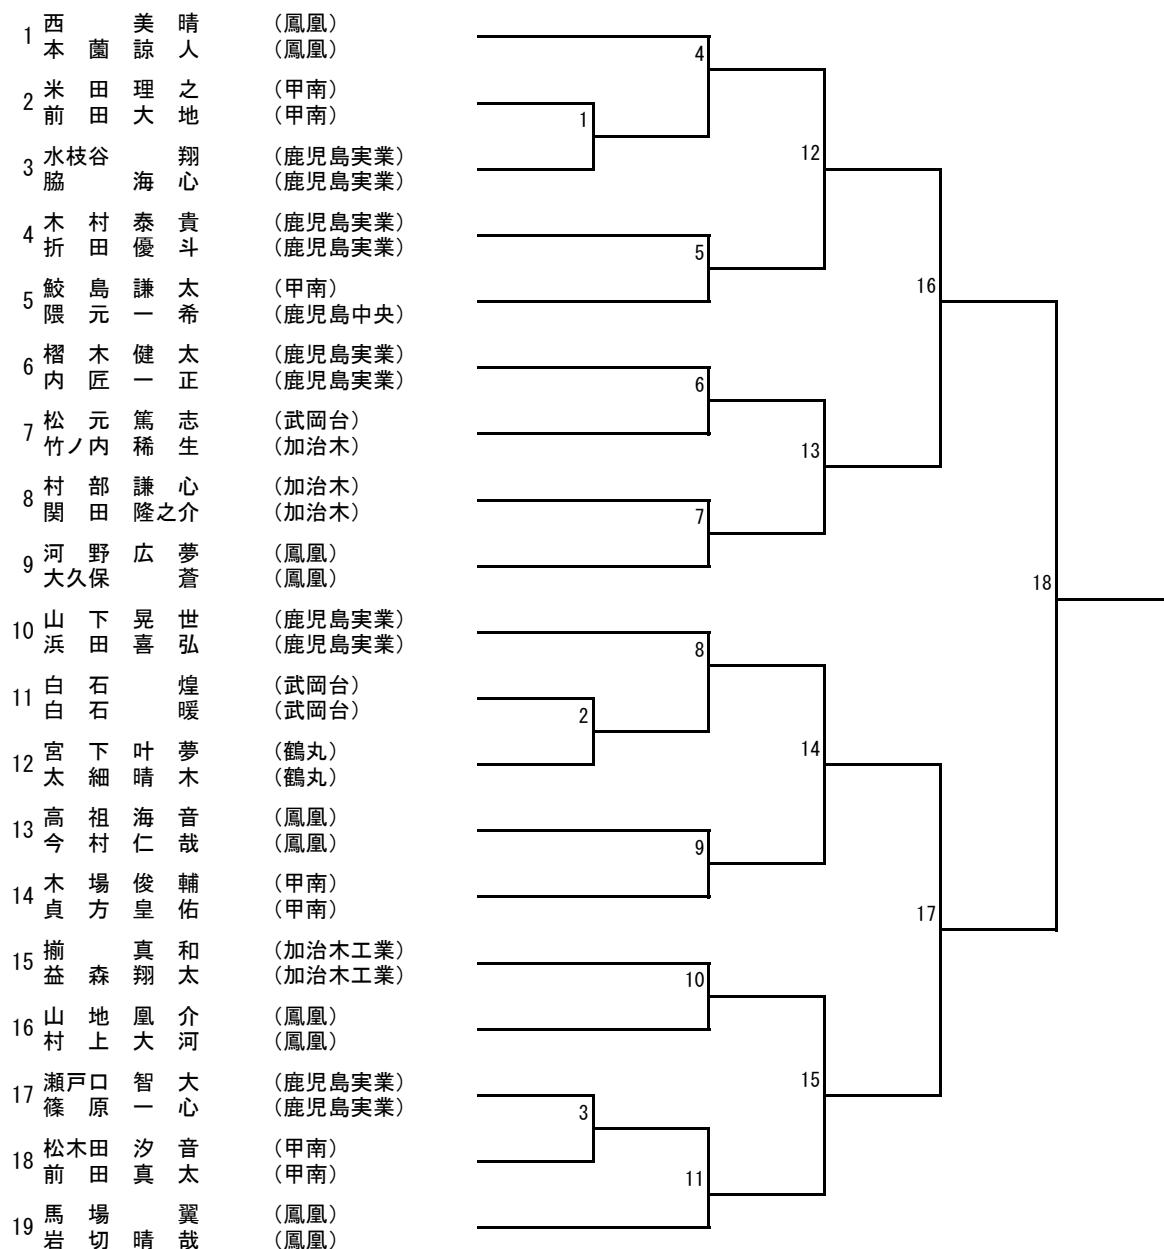 1 西 美 晴 (鳳凰)
本 薗 諒 人 (鳳凰)
2 米 田 理 之 (甲南)
前 田 大 地 (甲南)
3 水枝谷 翔 (鹿児島実業)
脇 海 心 (鹿児島実業)
4 木 村 泰 貴 (鹿児島実業)
折 田 優 斗 (鹿児島実業)
5 鮫 島 謙 太 (甲南)
隈 元 一 希 (鹿児島中央)
6 櫁 木 健 太 (鹿児島実業)
内 匠 一 正 (鹿児島実業)
7 松 元 篤 志 (武岡台)
竹ノ内 稀 生 (加治木)
8 村 部 謙 心 (加治木)
関 田 隆之介 (加治木)
9 河 野 広 夢 (鳳凰)
大久保 蒼 (鳳凰)
10 山 下 晃 世 (鹿児島実業)
浜 田 喜 弘 (鹿児島実業)
11 白 石 煌 (武岡台)
白 石 暖 (武岡台)
12 宮 下 叶 夢 (鶴丸)
太 細 晴 木 (鶴丸)
13 高 祖 海 音 (鳳凰)
今 村 仁 哉 (鳳凰)
14 木 場 俊 輔 (甲南)
貞 方 皇 佑 (甲南)
15 揃 真 和 (加治木工業)
益 森 翔 太 (加治木工業)
16 山 地 凰 介 (鳳凰)
村 上 大 河 (鳳凰)
17 瀬戸口 智 大 (鹿児島実業)
篠 原 一 心 (鹿児島実業)
18 松木田 汐 音 (甲南)
前 田 真 太 (甲南)
19 馬 場 翼 (鳳凰)
岩 切 晴 哉 (鳳凰)
1
2
3
4
5
6
7
8
9
10
11
12
13
14
15
16
17
18